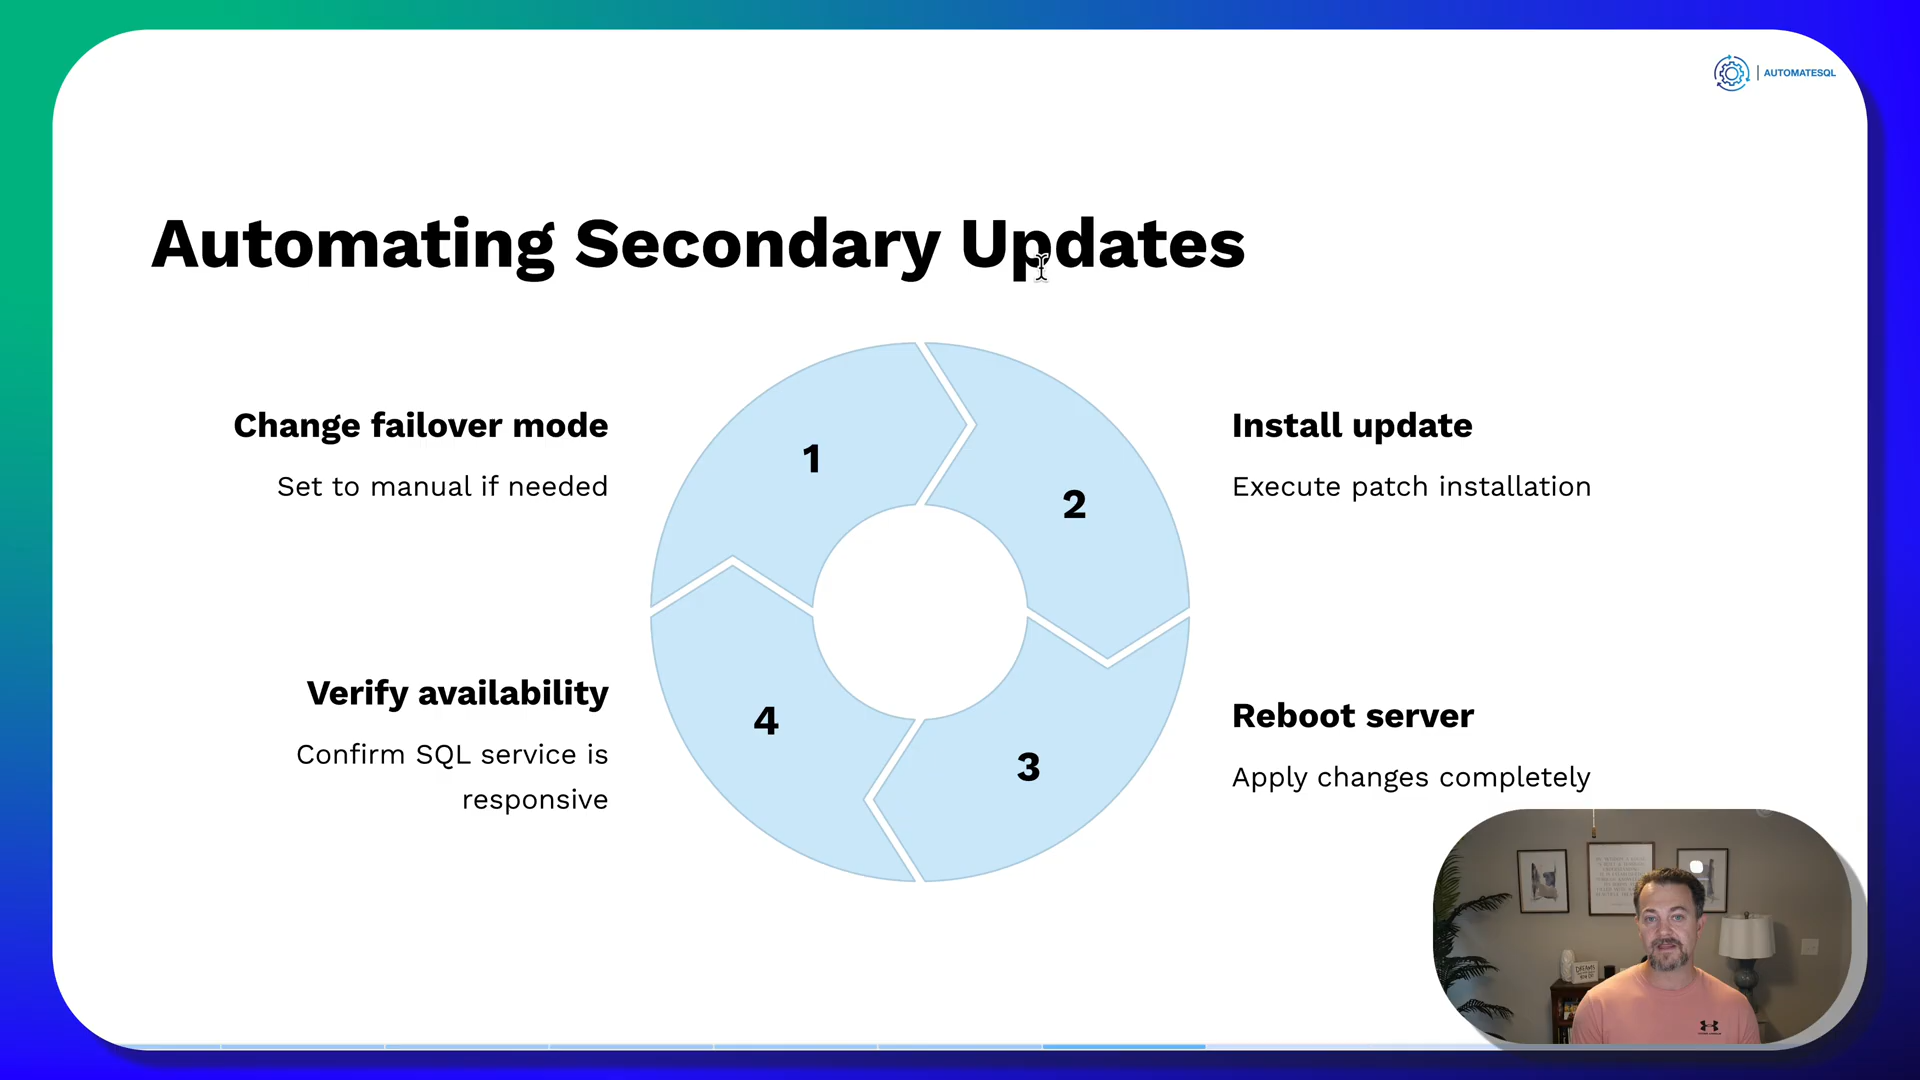 AUTOMATESQL
Automating Secondary Updates
Change failover mode
Set to manual if needed
1
Install update
Execute patch installation
2
Reboot server
Apply changes completely
3
Verify availability
Confirm SQL service is
responsive
4